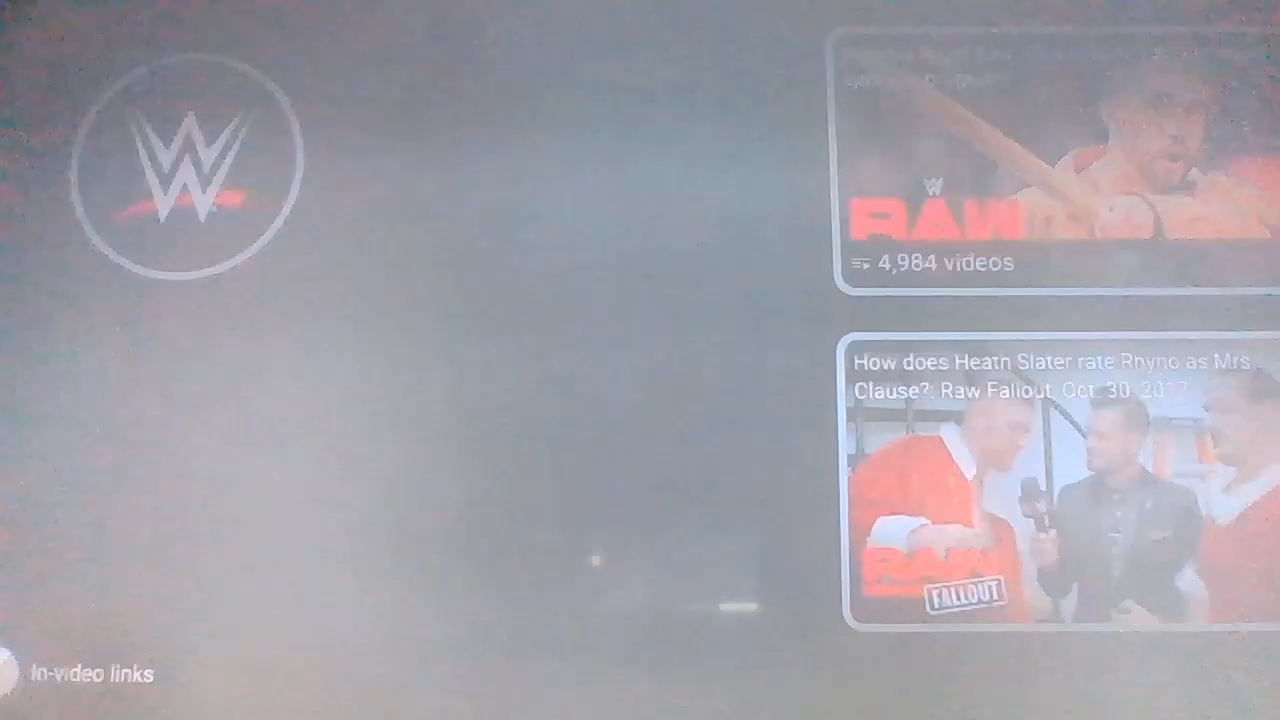 W
W
RAW
4,984 videos
How does Heath Slater rate Rhyno as Mrs.
Clause?: Raw Fallout, Oct. 30, 2017
RAW
FALLOUT
In-video links